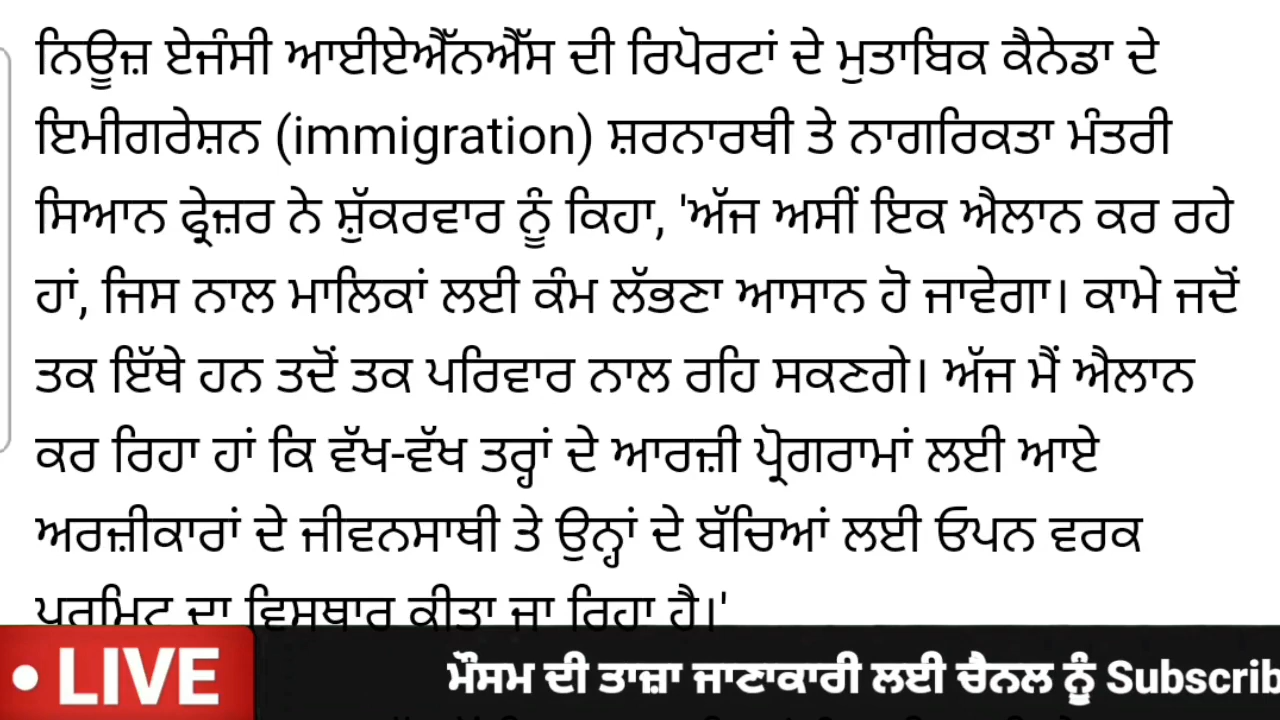 ਨਿਊਜ਼ ਏਜੰਸੀ ਆਈਏਐੱਨਐੱਸ ਦੀ ਰਿਪੋਰਟਾਂ ਦੇ ਮੁਤਾਬਿਕ ਕੈਨੇਡਾ ਦੇ
ਇਮੀਗਰੇਸ਼ਨ (immigration) ਸ਼ਰਨਾਰਥੀ ਤੇ ਨਾਗਰਿਕਤਾ ਮੰਤਰੀ
ਸਿਆਨ ਫ੍ਰੇਜ਼ਰ ਨੇ ਸ਼ੁੱਕਰਵਾਰ ਨੂੰ ਕਿਹਾ, 'ਅੱਜ ਅਸੀਂ ਇਕ ਐਲਾਨ ਕਰ ਰਹੇ
ਹਾਂ, ਜਿਸ ਨਾਲ ਮਾਲਿਕਾਂ ਲਈ ਕੰਮ ਲੱਭਣਾ ਆਸਾਨ ਹੋ ਜਾਵੇਗਾ। ਕਾਮੇ ਜਦੋਂ
ਤਕ ਇੱਥੇ ਹਨ ਤਦੋਂ ਤਕ ਪਰਿਵਾਰ ਨਾਲ ਰਹਿ ਸਕਣਗੇ। ਅੱਜ ਮੈਂ ਐਲਾਨ
ਕਰ ਰਿਹਾ ਹਾਂ ਕਿ ਵੱਖ-ਵੱਖ ਤਰ੍ਹਾਂ ਦੇ ਆਰਜ਼ੀ ਪ੍ਰੋਗਰਾਮਾਂ ਲਈ ਆਏ
ਅਰਜ਼ੀਕਾਰਾਂ ਦੇ ਜੀਵਨਸਾਥੀ ਤੇ ਉਨ੍ਹਾਂ ਦੇ ਬੱਚਿਆਂ ਲਈ ਓਪਨ ਵਰਕ
ਪਰਮਿਟ ਦਾ ਵਿਸਥਾਰ ਕੀਤਾ ਜਾ ਰਿਹਾ ਹੈ।'
• LIVE
ਮੌਸਮ ਦੀ ਤਾਜ਼ਾ ਜਾਣਾਕਾਰੀ ਲਈ ਚੈਨਲ ਨੂੰ Subscrib